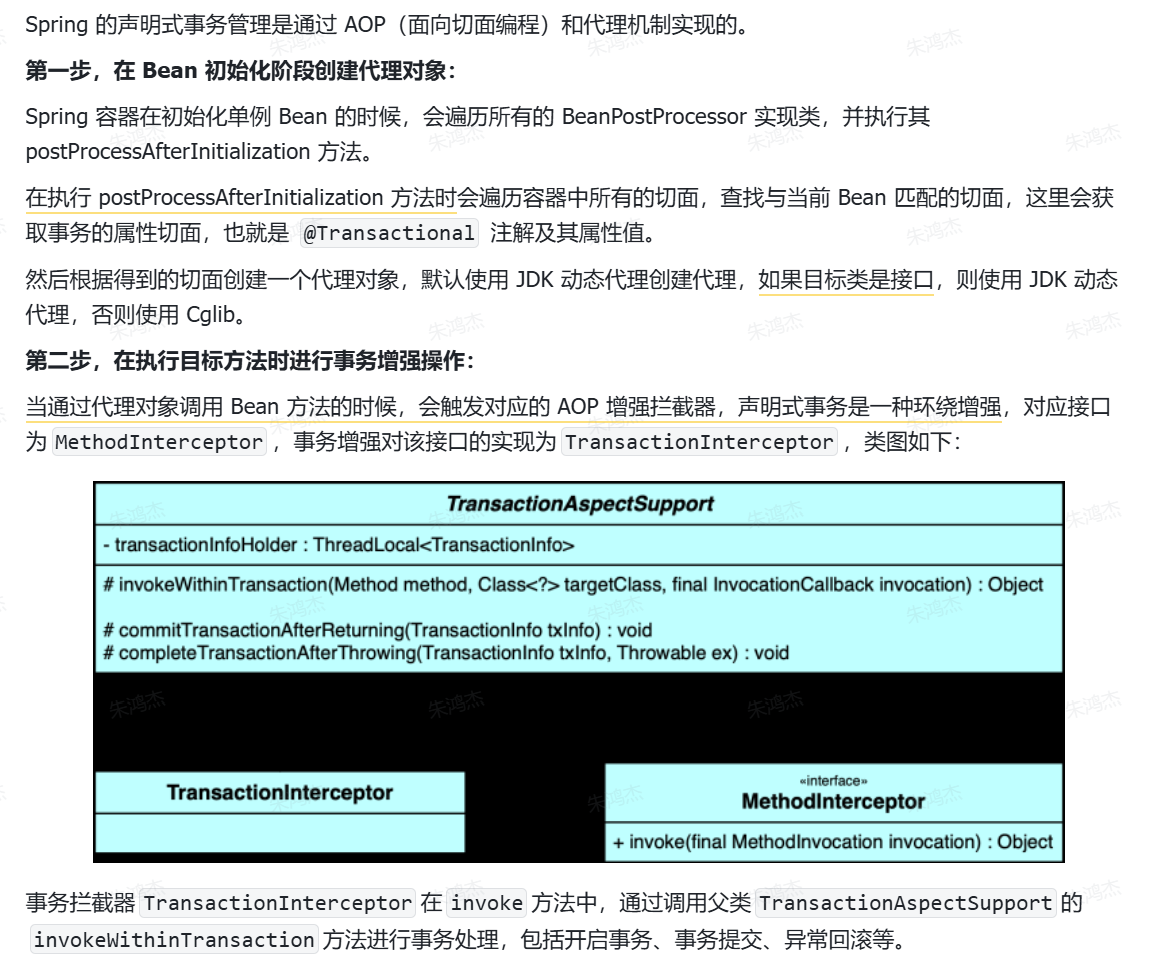 Spring 的声明式事务管理是通过 AOP（面向切面编程）和代理机制实现的。
第一步，在 Bean 初始化阶段创建代理对象：
Spring 容器在初始化单例 Bean 的时候，会遍历所有的 BeanPostProcessor 实现类，并执行其
postProcessAfterInitialization 方法。
在执行 postProcessAfterInitialization 方法时会遍历容器中所有的切面，查找与当前 Bean 匹配的切面，这里会获
取事务的属性切面，也就是 @Transactional 注解及其属性值。
然后根据得到的切面创建一个代理对象，默认使用 JDK 动态代理创建代理，如果目标类是接口，则使用 JDK 动态
代理，否则使用 Cglib。
第二步，在执行目标方法时进行事务增强操作：
当通过代理对象调用 Bean 方法的时候，会触发对应的 AOP 增强拦截器，声明式事务是一种环绕增强，对应接口
为 MethodInterceptor ，事务增强对该接口的实现为 TransactionInterceptor ，类图如下：
TransactionAspectSupport
- transactionInfoHolder : ThreadLocal<TransactionInfo>
# invokeWithinTransaction(Method method, Class<?> targetClass, final InvocationCallback invocation) : Object
# commitTransactionAfterReturning(TransactionInfo txInfo) : void
# completeTransactionAfterThrowing(TransactionInfo txInfo, Throwable ex) : void
TransactionInterceptor
«interface»
MethodInterceptor
+ invoke(final MethodInvocation invocation) : Object
事务拦截器 TransactionInterceptor 在 invoke 方法中，通过调用父类 TransactionAspectSupport 的
invokeWithinTransaction 方法进行事务处理，包括开启事务、事务提交、异常回滚等。
朱鸿杰